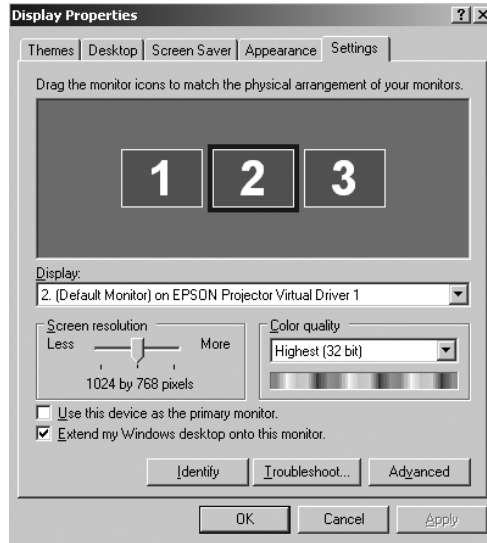 Display Properties ? X
Themes Desktop Screen Saver Appearance Settings
Drag the monitor icons to match the physical arrangement of your monitors.
1 2 3
Display:
2. (Default Monitor) on EPSON Projector Virtual Driver 1
Screen resolution
Less More
1024 by 768 pixels
Color quality
Highest (32 bit)
Use this device as the primary monitor.
Extend my Windows desktop onto this monitor.
Identify Troubleshoot... Advanced
OK Cancel Apply